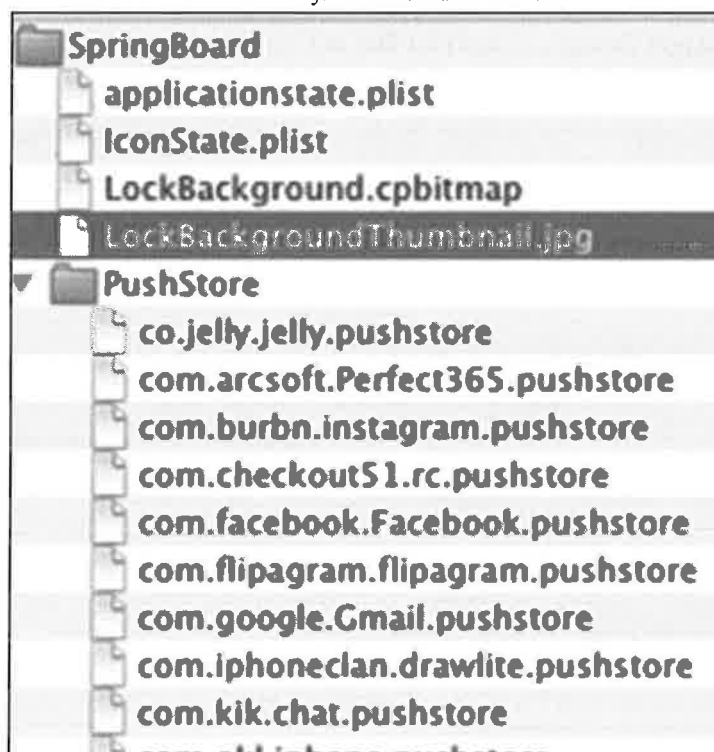 SpringBoard
applicationstate.plist
IconState.plist
LockBackground.cpbitmap
LockBackgroundThumbnail.jpg
PushStore
co.jelly.jelly.pushstore
com.arcsoft.Perfect365.pushstore
com.burbn.instagram.pushstore
com.checkout51.rc.pushstore
com.facebook.Facebook.pushstore
com.flipagram.flipagram.pushstore
com.google.Gmail.pushstore
com.iphoneclan.drawlite.pushstore
com.kik.chat.pushstore